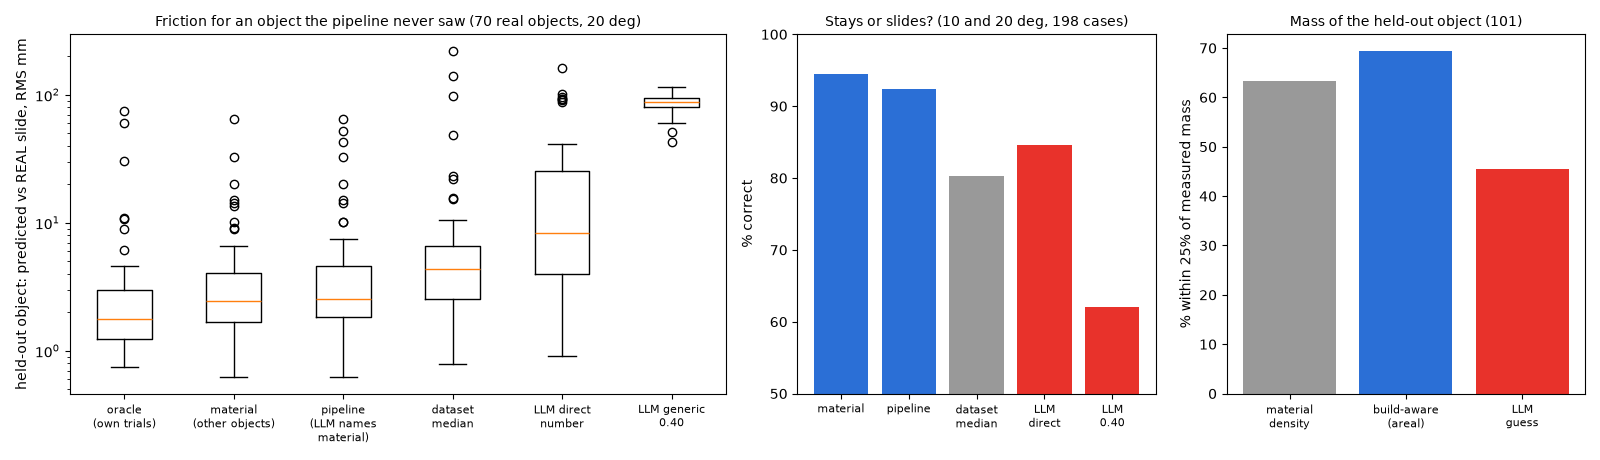 Friction for an object the pipeline never saw (70 real objects, 20 deg)
held-out object: predicted vs REAL slide, RMS mm
10²
10¹
10⁰
oracle
(own trials)
material
(other objects)
pipeline
(LLM names
material)
dataset
median
LLM direct
number
LLM generic
0.40
Stays or slides? (10 and 20 deg, 198 cases)
% correct
100
90
80
70
60
50
material
pipeline
dataset
median
LLM
direct
LLM
0.40
Mass of the held-out object (101)
% within 25% of measured mass
70
60
50
40
30
20
10
0
material
density
build-aware
(areal)
LLM
guess